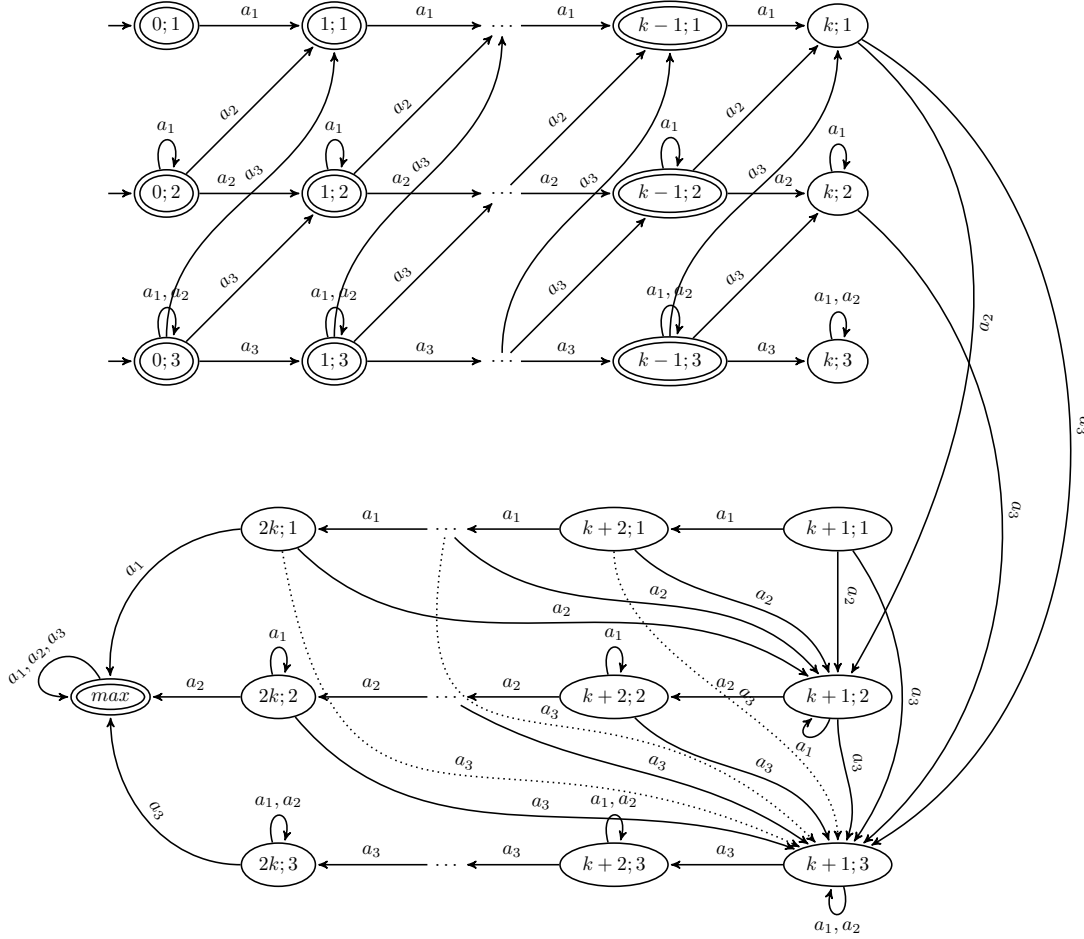 a₁ a₁ a₁ a₁
0; 1 1; 1 ··· k − 1; 1 k; 1
a₂ a₂ a₂ a₂
a₁ a₁ a₁ a₁
a₃ a₃ a₃ a₃
a₂ a₂ a₂ a₂
0; 2 1; 2 ··· k − 1; 2 k; 2
a₃ a₃ a₃ a₃
a₁, a₂ a₁, a₂ a₁, a₂ a₁, a₂
a₃ a₃ a₃ a₃
0; 3 1; 3 ··· k − 1; 3 k; 3
a₂
a₃
a₃
a₁ a₁ a₁
2k; 1 ··· k + 2; 1 k + 1; 1
a₁
a₂ a₂ a₂
a₂
a₁ a₁
a₁, a₂, a₃
a₂ a₂ a₂ a₂
max 2k; 2 ··· k + 2; 2 k + 1; 2
a₃ a₃ a₃
a₁
a₃ a₃ a₃ a₃
a₃ a₃
a₁, a₂ a₁, a₂
a₃
a₃ a₃ a₃
2k; 3 ··· k + 2; 3 k + 1; 3
a₁, a₂